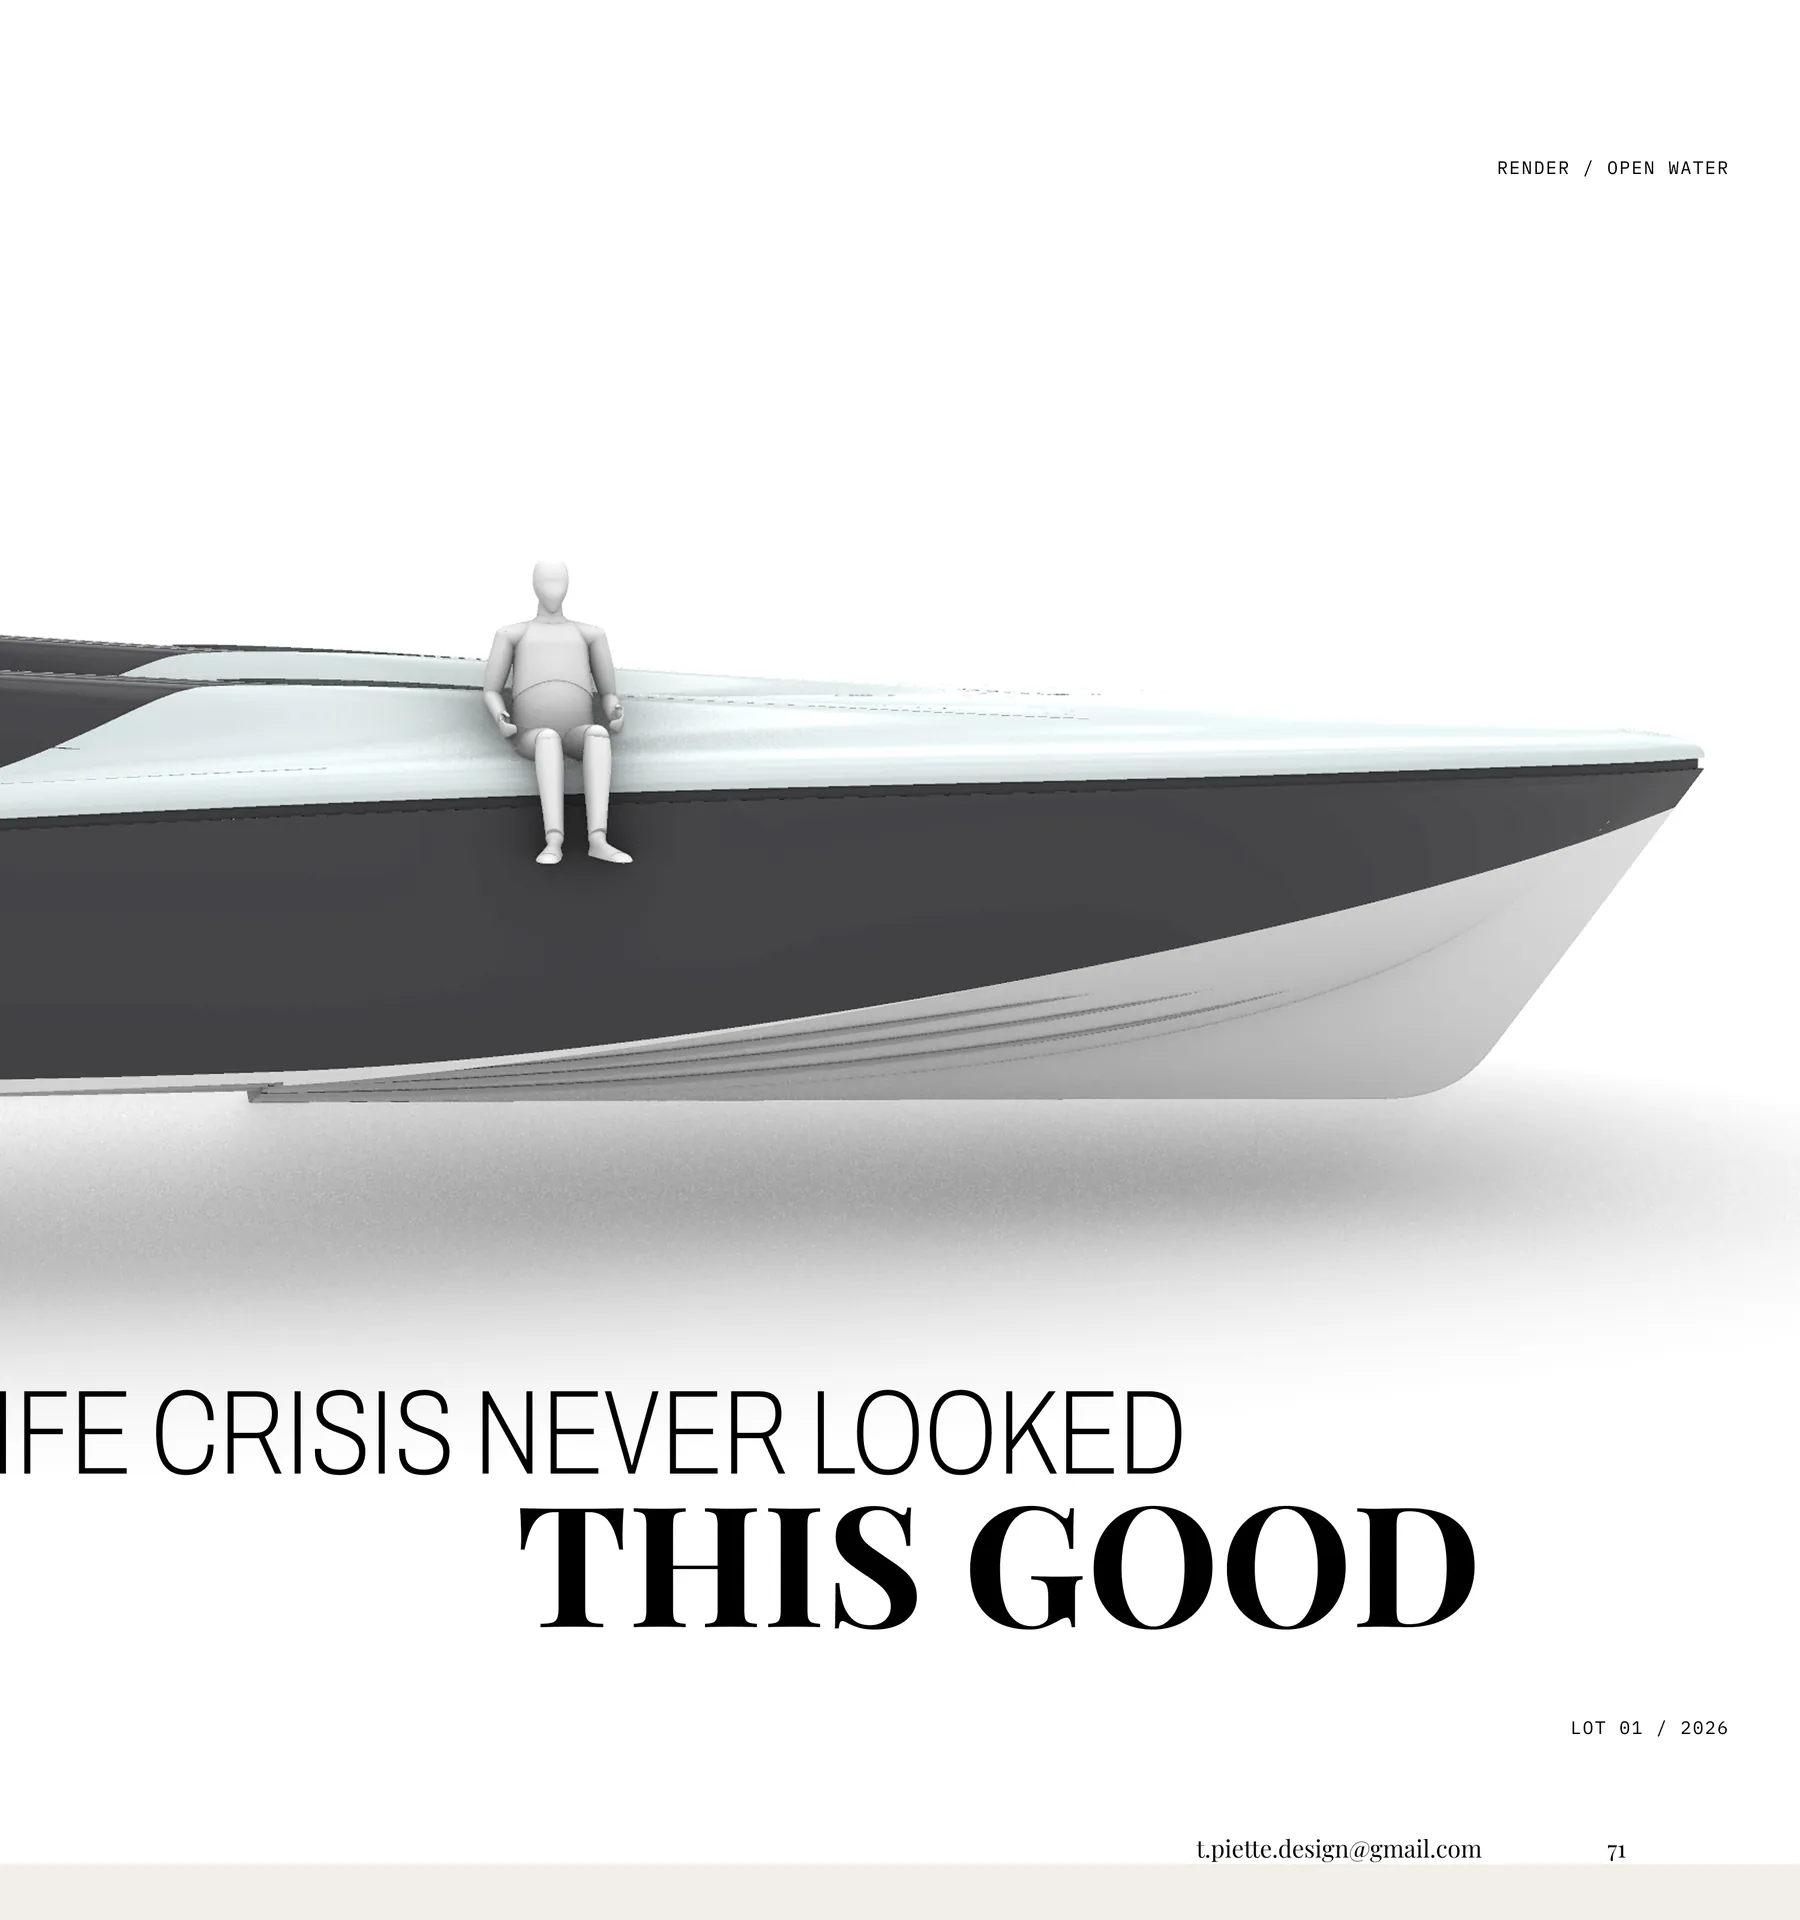 RENDER / OPEN WATER
IFE CRISIS NEVER LOOKED
THIS GOOD
LOT 01 / 2026
t.piette.design@gmail.com 71